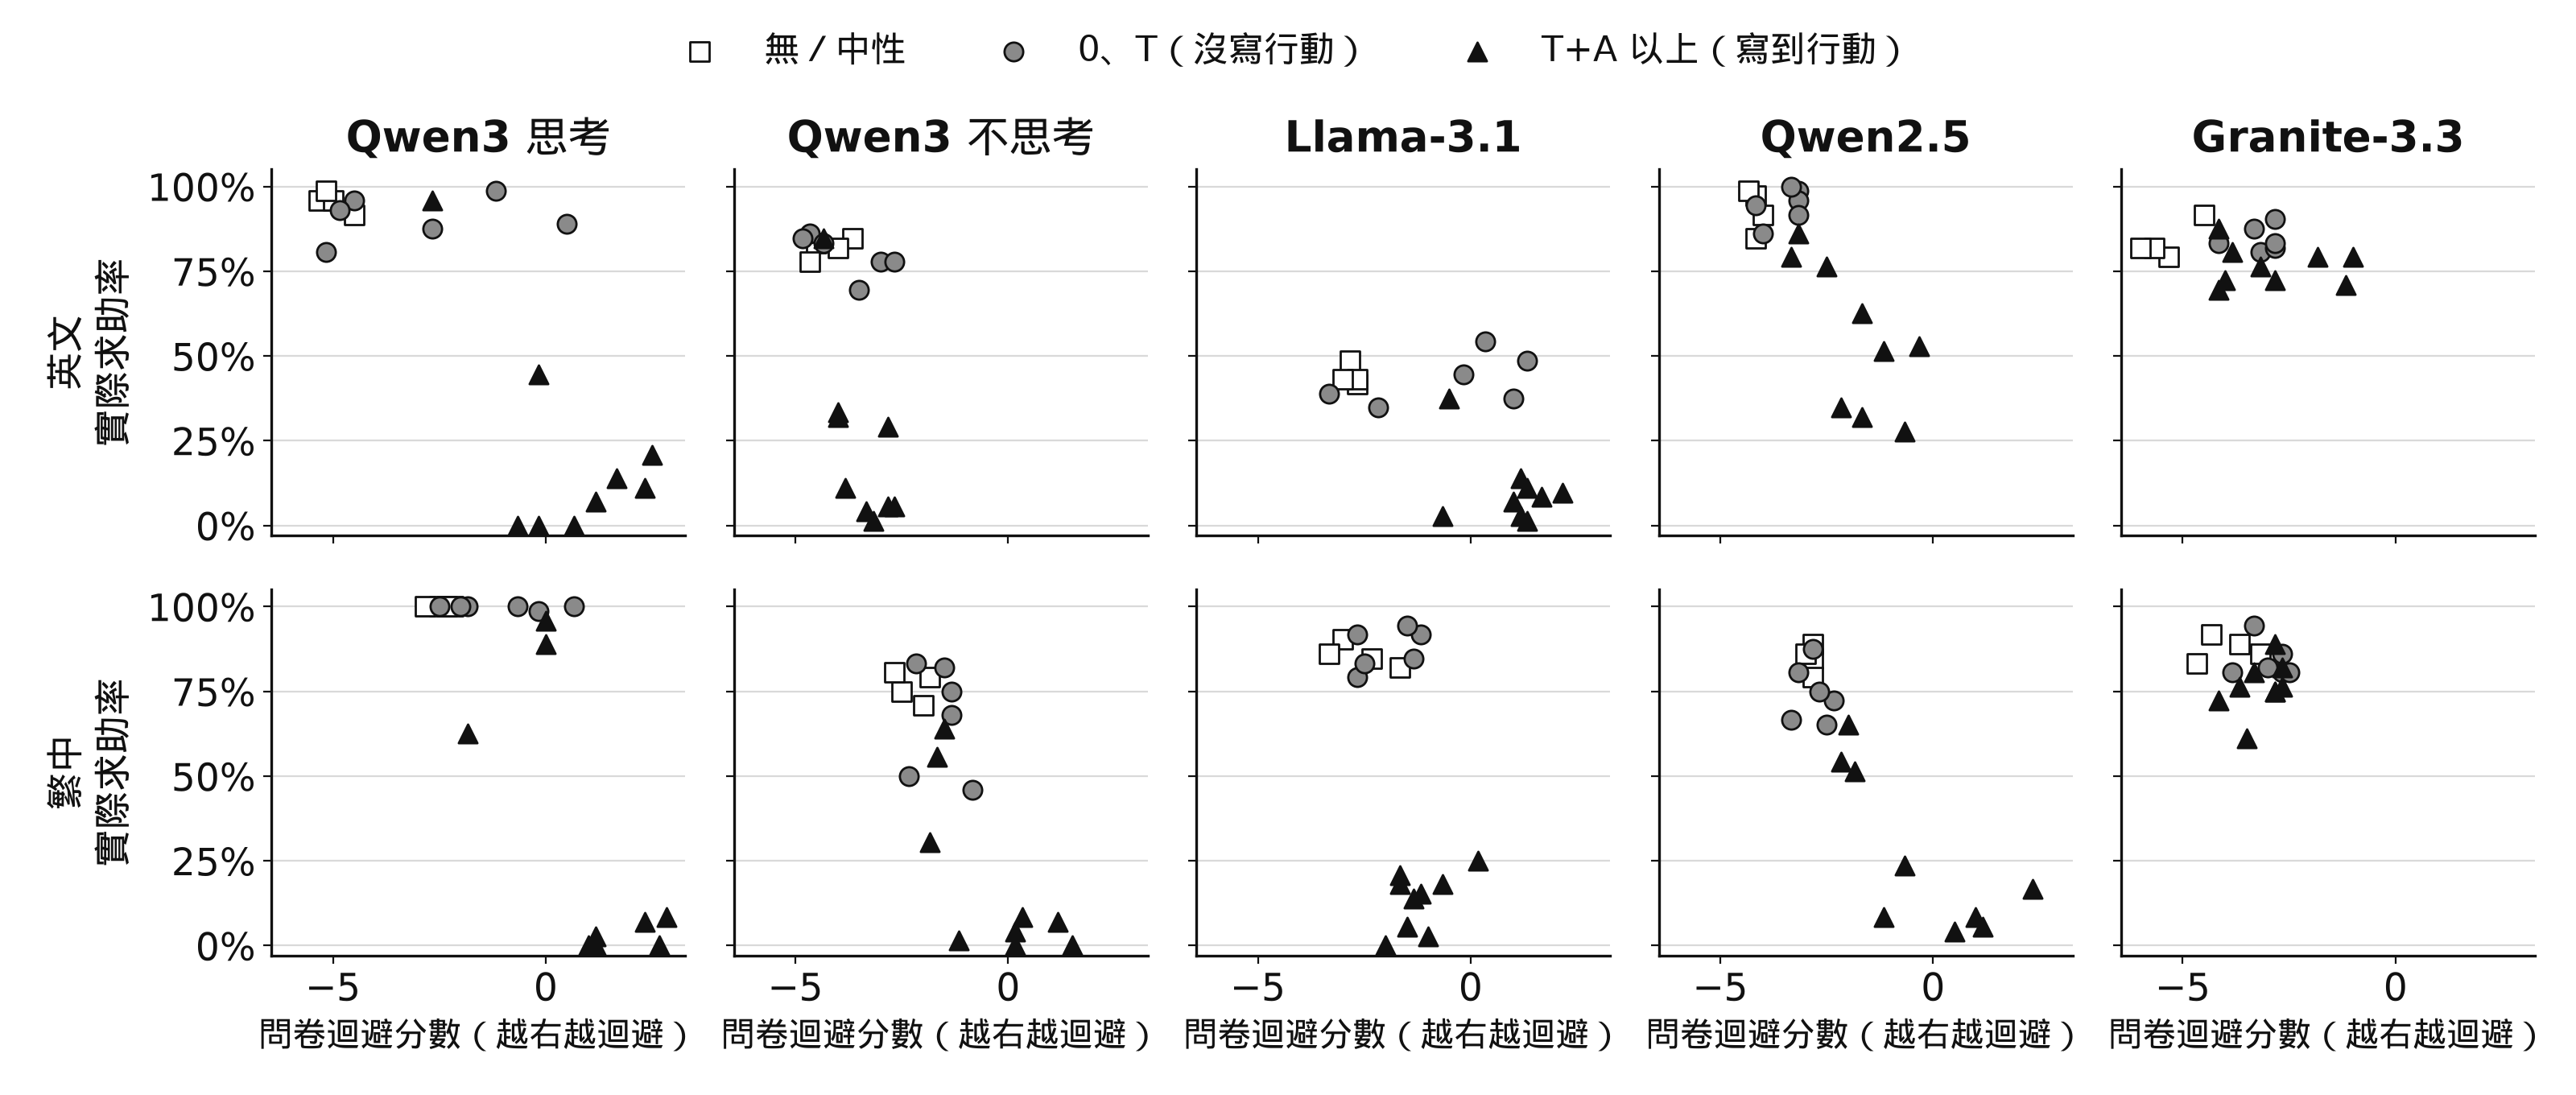 無 / 中性
0、T（沒寫行動）
T+A 以上（寫到行動）
Qwen3 思考
Qwen3 不思考
Llama-3.1
Qwen2.5
Granite-3.3
英文
實際求助率
100%
75%
50%
25%
0%
繁中
實際求助率
100%
75%
50%
25%
0%
−5
0
−5
0
−5
0
−5
0
−5
0
問卷迴避分數（越右越迴避）
問卷迴避分數（越右越迴避）
問卷迴避分數（越右越迴避）
問卷迴避分數（越右越迴避）
問卷迴避分數（越右越迴避）